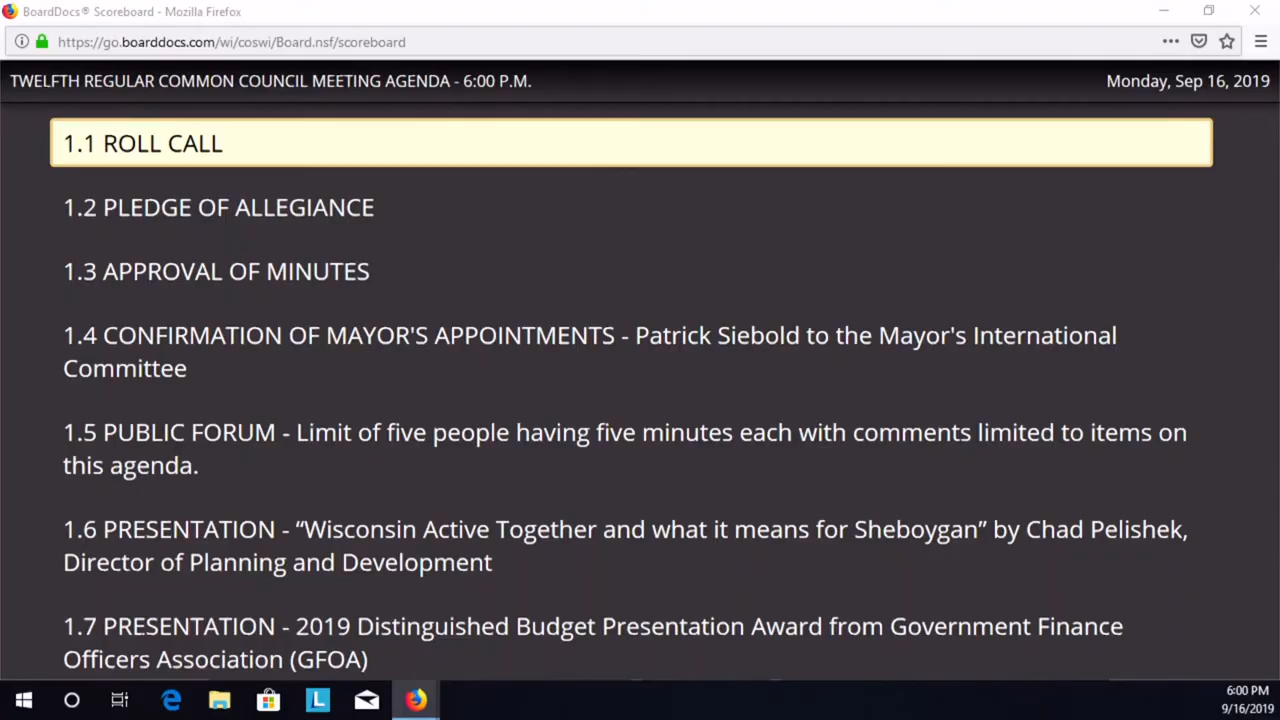 BoardDocs® Scoreboard - Mozilla Firefox
https://go.boarddocs.com/wi/coswi/Board.nsf/scoreboard
TWELFTH REGULAR COMMON COUNCIL MEETING AGENDA - 6:00 P.M.
Monday, Sep 16, 2019
1.1 ROLL CALL
1.2 PLEDGE OF ALLEGIANCE
1.3 APPROVAL OF MINUTES
1.4 CONFIRMATION OF MAYOR'S APPOINTMENTS - Patrick Siebold to the Mayor's International
Committee
1.5 PUBLIC FORUM - Limit of five people having five minutes each with comments limited to items on
this agenda.
1.6 PRESENTATION - “Wisconsin Active Together and what it means for Sheboygan” by Chad Pelishek,
Director of Planning and Development
1.7 PRESENTATION - 2019 Distinguished Budget Presentation Award from Government Finance
Officers Association (GFOA)
L
6:00 PM
9/16/2019